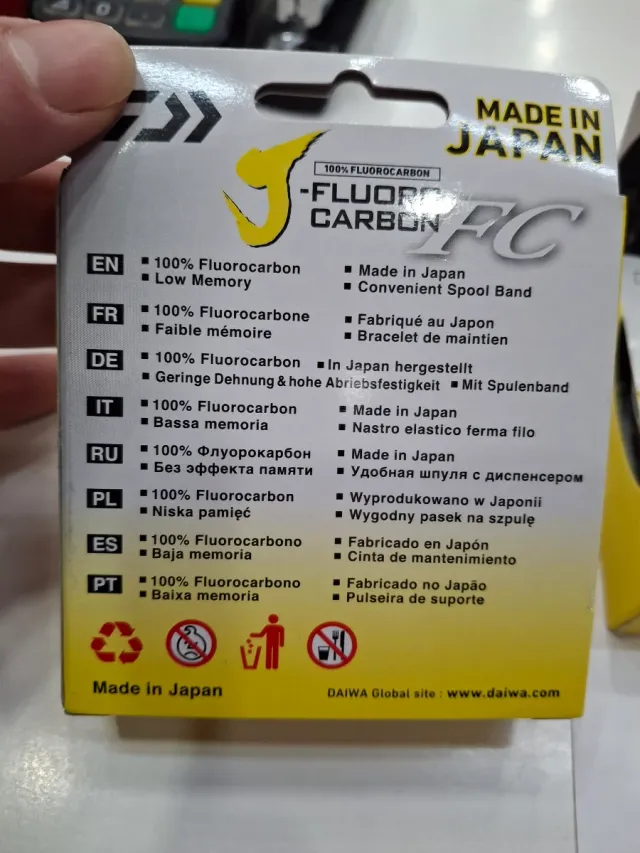 MADE IN
JAPAN
100% FLUOROCARBON
J-FLUORO
CARBON FC
EN
▪ 100% Fluorocarbon ▪ Made in Japan
▪ Low Memory ▪ Convenient Spool Band
FR
▪ 100% Fluorocarbone ▪ Fabriqué au Japon
▪ Faible mémoire ▪ Bracelet de maintien
DE
▪ 100% Fluorocarbon ▪ In Japan hergestellt
▪ Geringe Dehnung & hohe Abriebsfestigkeit ▪ Mit Spulenband
IT
▪ 100% Fluorocarbon ▪ Made in Japan
▪ Bassa memoria ▪ Nastro elastico ferma filo
RU
▪ 100% Флуорокарбон ▪ Made in Japan
▪ Без эффекта памяти ▪ Удобная шпуля с диспенсером
PL
▪ 100% Fluorocarbon ▪ Wyprodukowano w Japonii
▪ Niska pamięć ▪ Wygodny pasek na szpulę
ES
▪ 100% Fluorocarbono ▪ Fabricado en Japón
▪ Baja memoria ▪ Cinta de mantenimiento
PT
▪ 100% Fluorocarbono ▪ Fabricado no Japão
▪ Baixa memoria ▪ Pulseira de suporte
Made in Japan
DAIWA Global site : www.daiwa.com